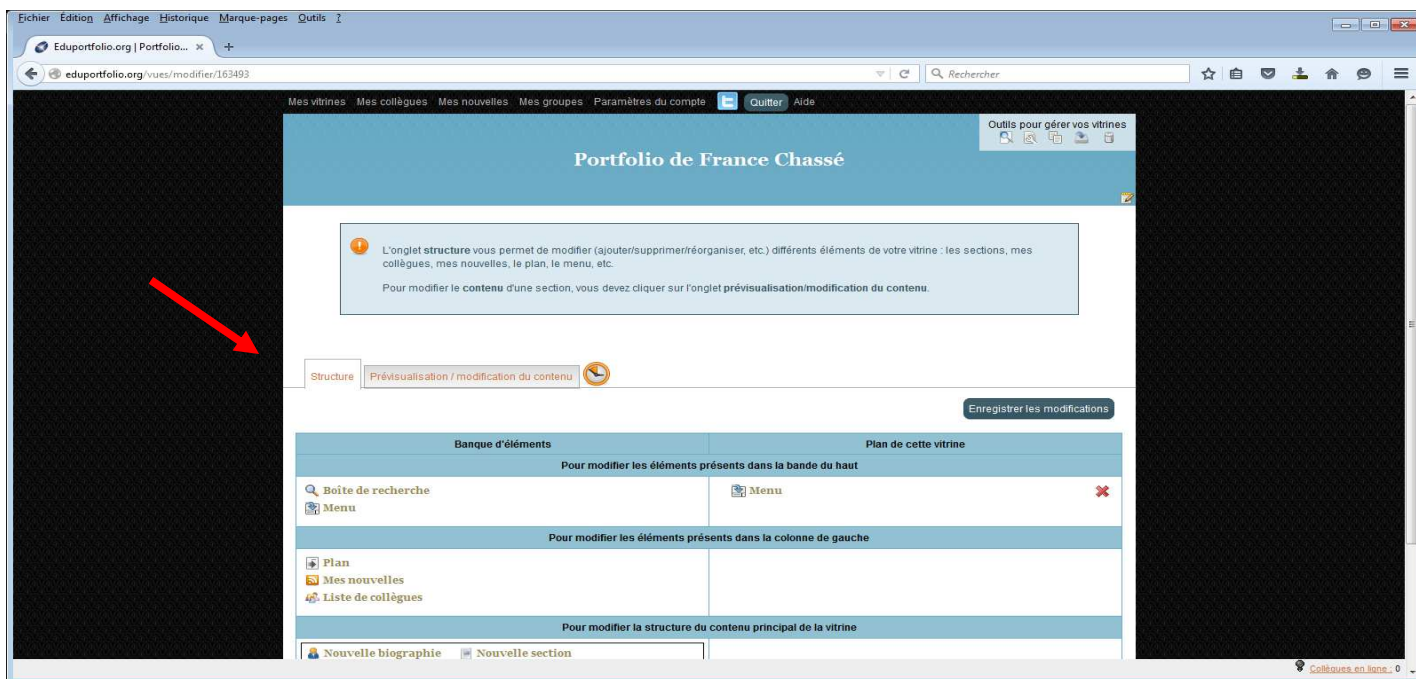 Fichier Édition Affichage Historique Marque-pages Outils ?
Eduportfolio.org | Portfolio... × +
eduportfolio.org/vues/modifier/163493
Rechercher
Mes vitrines Mes collègues Mes nouvelles Mes groupes Paramètres du compte Quitter Aide
Outils pour gérer vos vitrines
Portfolio de France Chassé
L'onglet structure vous permet de modifier (ajouter/supprimer/réorganiser, etc.) différents éléments de votre vitrine : les sections, mes
collègues, mes nouvelles, le plan, le menu, etc.
Pour modifier le contenu d'une section, vous devez cliquer sur l'onglet prévisualisation/modification du contenu.
Structure Prévisualisation / modification du contenu
Enregistrer les modifications
Banque d'éléments Plan de cette vitrine
Pour modifier les éléments présents dans la bande du haut
Boîte de recherche Menu
Menu
Pour modifier les éléments présents dans la colonne de gauche
Plan
Mes nouvelles
Liste de collègues
Pour modifier la structure du contenu principal de la vitrine
Nouvelle biographie Nouvelle section
Collègues en ligne : 0